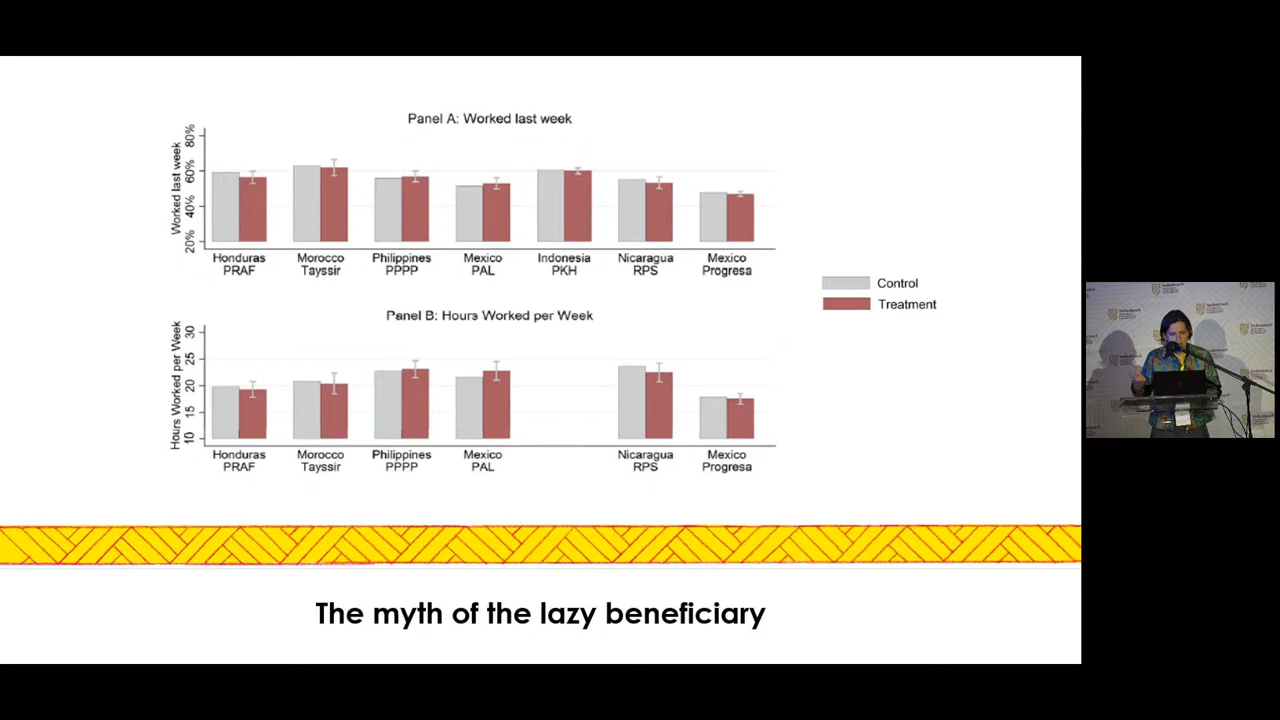 Panel A: Worked last week
Worked last week
80%
60%
40%
20%
Honduras PRAF
Morocco Tayssir
Philippines PPPP
Mexico PAL
Indonesia PKH
Nicaragua RPS
Mexico Progresa
Control
Treatment
Panel B: Hours Worked per Week
Hours Worked per Week
30
25
20
15
10
Honduras PRAF
Morocco Tayssir
Philippines PPPP
Mexico PAL
Nicaragua RPS
Mexico Progresa
The myth of the lazy beneficiary